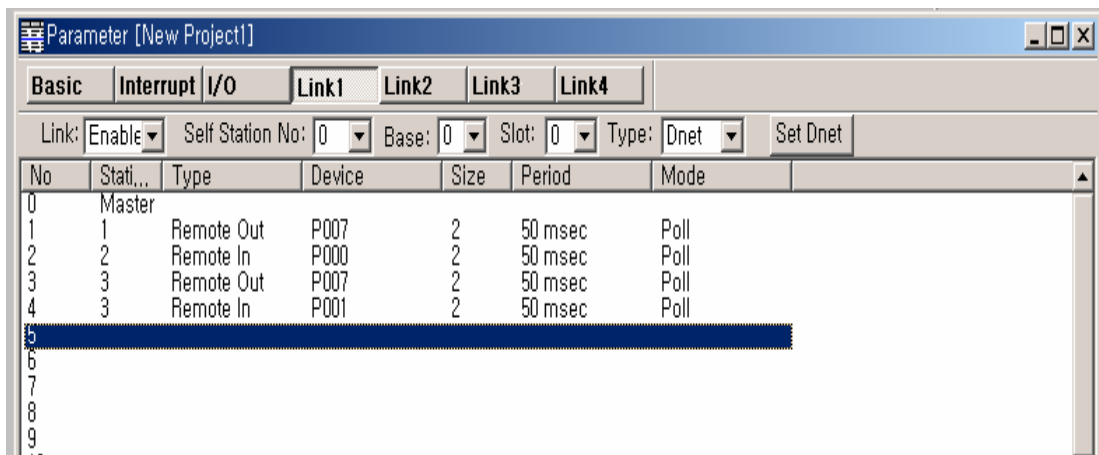 Parameter [New Project1]
Basic Interrupt I/O Link1 Link2 Link3 Link4
Link: Enable Self Station No: 0 Base: 0 Slot: 0 Type: Dnet Set Dnet
No Stati... Type Device Size Period Mode
0 Master
1 1 Remote Out P007 2 50 msec Poll
2 2 Remote In P000 2 50 msec Poll
3 3 Remote Out P007 2 50 msec Poll
4 3 Remote In P001 2 50 msec Poll
5
6
7
8
9